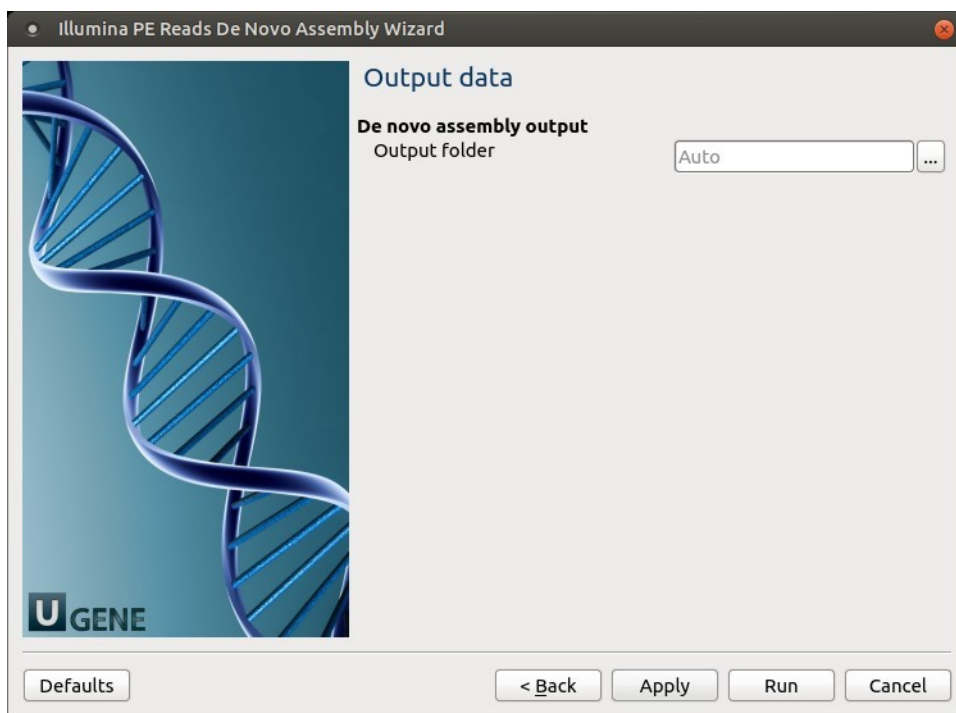 Illumina PE Reads De Novo Assembly Wizard
Output data
De novo assembly output
Output folder
Auto
...
U GENE
Defaults
< Back
Apply
Run
Cancel